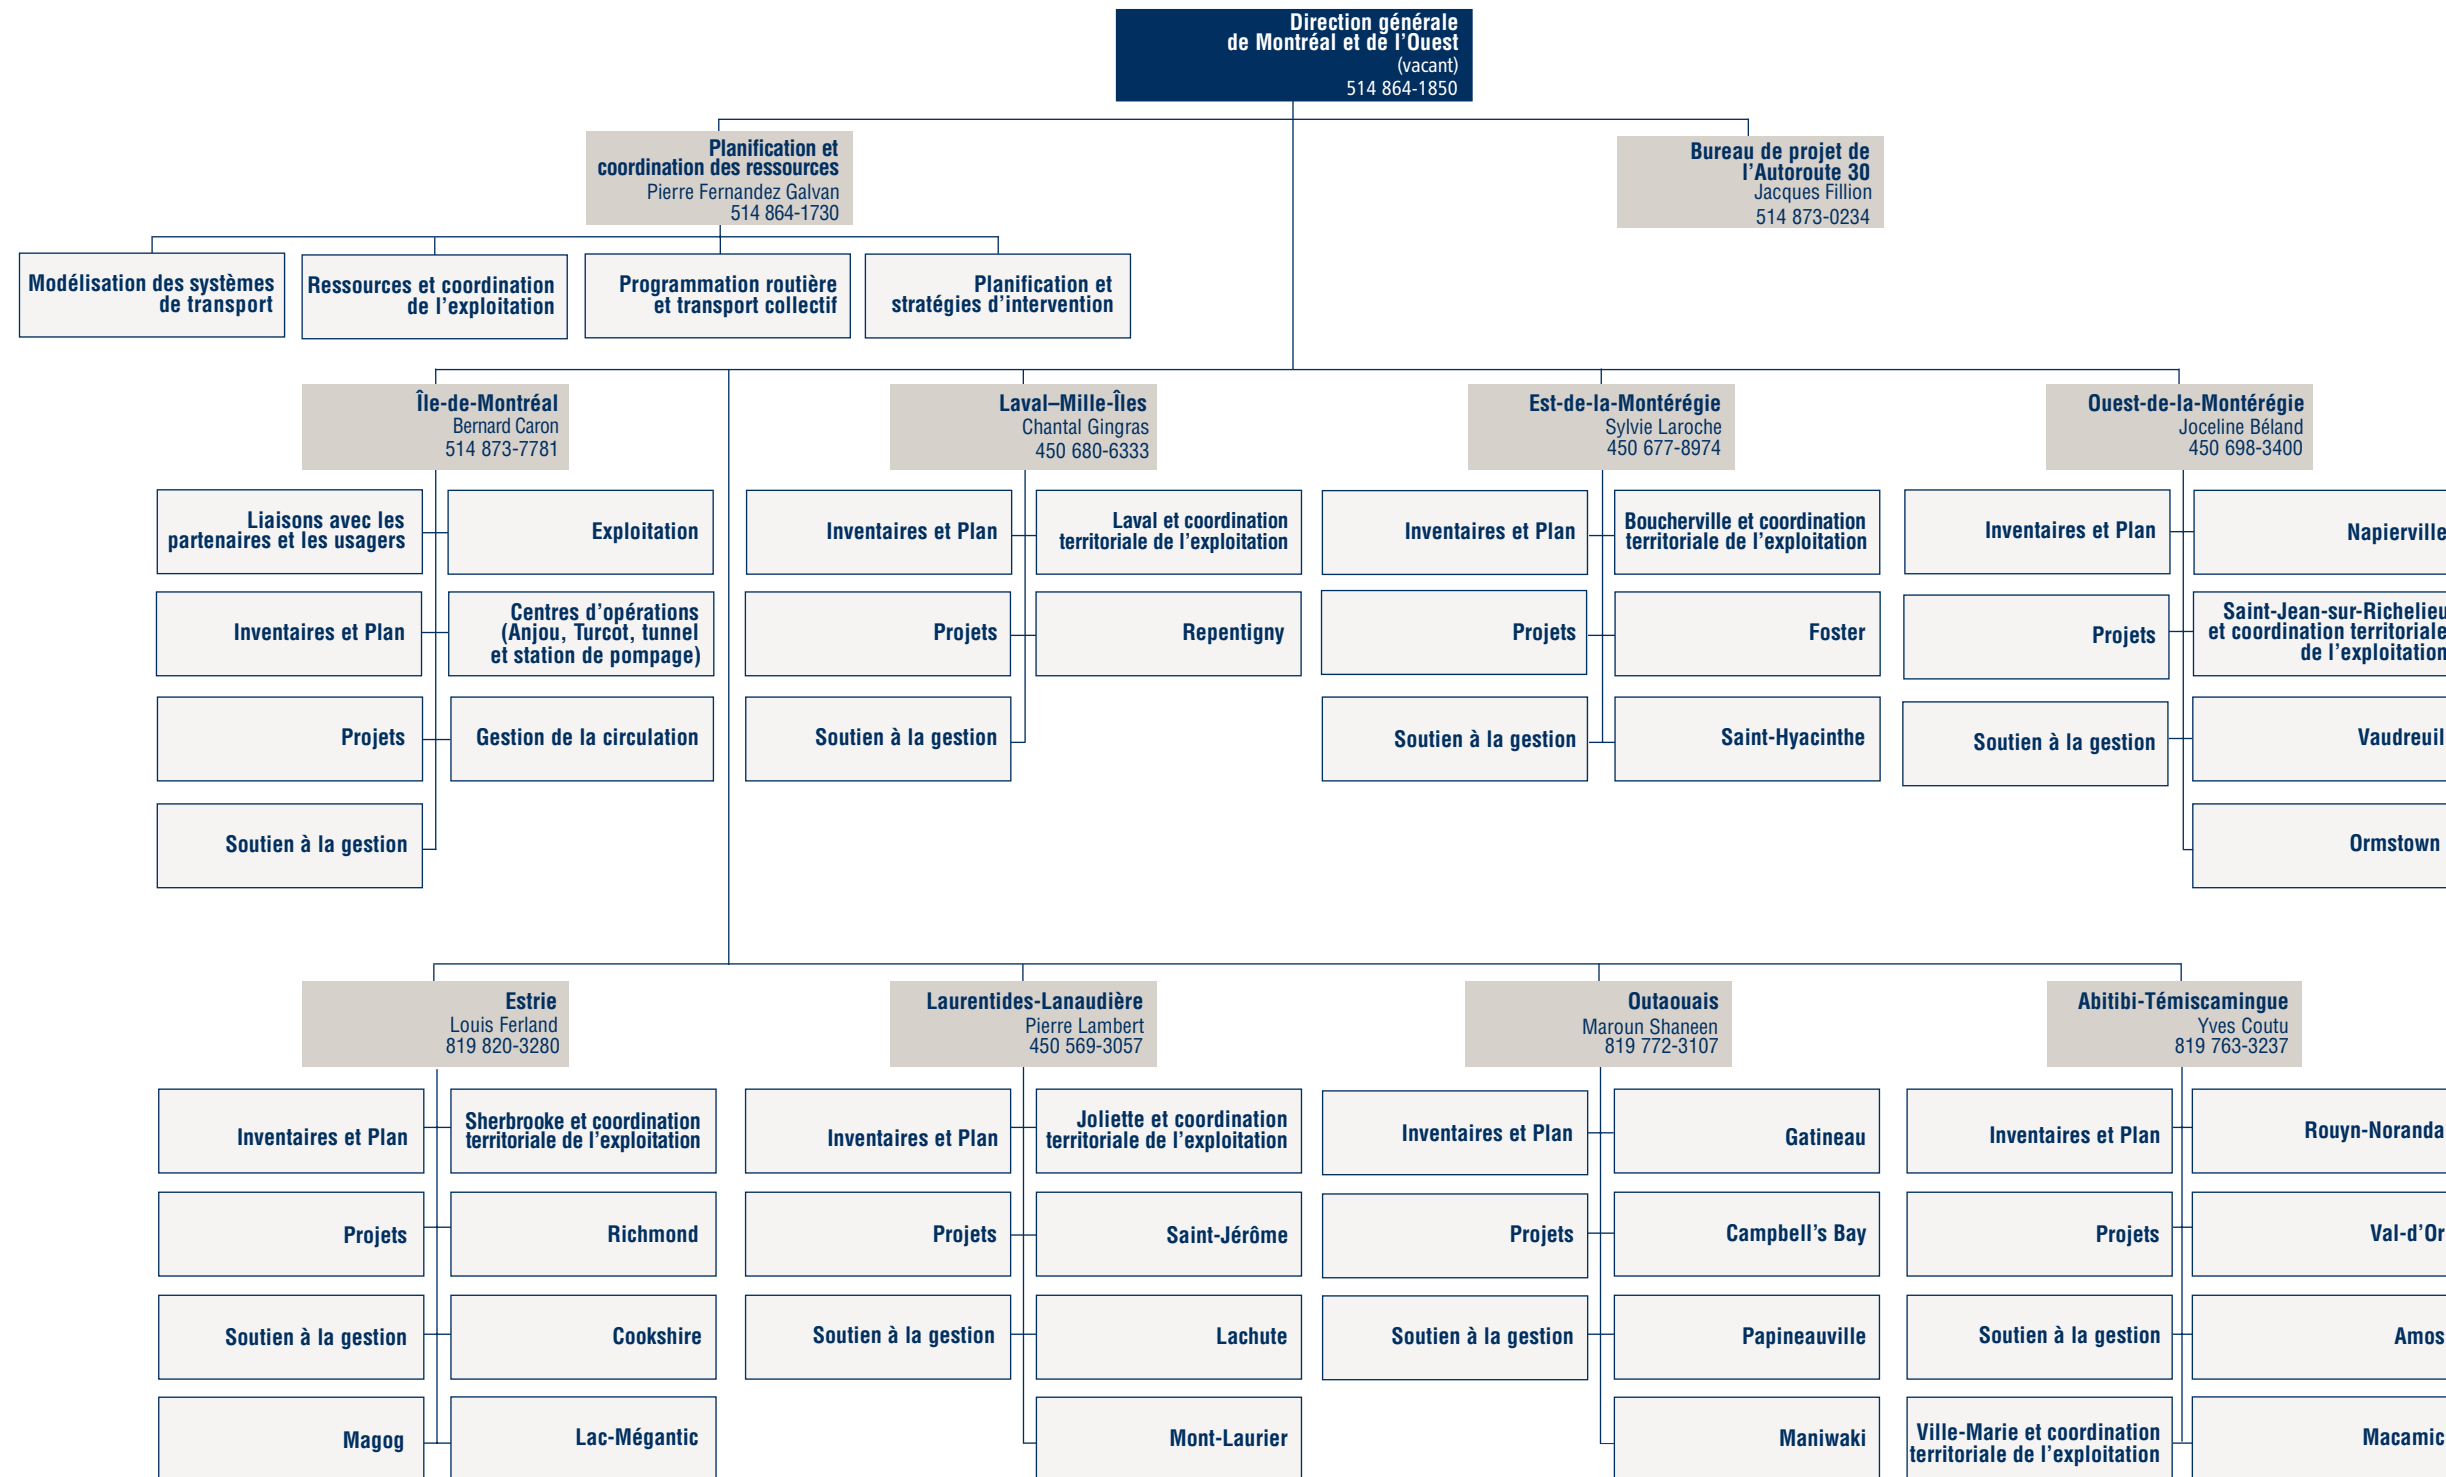 Direction générale
de Montréal et de l'Ouest
(vacant)
514 864-1850
Planification et
coordination des ressources
Pierre Fernandez Galvan
514 864-1730
Bureau de projet de
l'Autoroute 30
Jacques Fillion
514 873-0234
Modélisation des systèmes
de transport
Ressources et coordination
de l'exploitation
Programmation routière
et transport collectif
Planification et
stratégies d'intervention
Île-de-Montréal
Bernard Caron
514 873-7781
Liaisons avec les
partenaires et les usagers
Exploitation
Inventaires et Plan
Centres d'opérations
(Anjou, Turcot, tunnel
et station de pompage)
Projets
Gestion de la circulation
Soutien à la gestion
Laval–Mille-Îles
Chantal Gingras
450 680-6333
Inventaires et Plan
Laval et coordination
territoriale de l'exploitation
Projets
Repentigny
Soutien à la gestion
Est-de-la-Montérégie
Sylvie Laroche
450 677-8974
Inventaires et Plan
Boucherville et coordination
territoriale de l'exploitation
Projets
Foster
Soutien à la gestion
Saint-Hyacinthe
Ouest-de-la-Montérégie
Joceline Béland
450 698-3400
Inventaires et Plan
Napierville
Projets
Saint-Jean-sur-Richelieu
et coordination territoriale
de l'exploitation
Soutien à la gestion
Vaudreuil
Ormstown
Estrie
Louis Ferland
819 820-3280
Inventaires et Plan
Sherbrooke et coordination
territoriale de l'exploitation
Projets
Richmond
Soutien à la gestion
Cookshire
Magog
Lac-Mégantic
Laurentides-Lanaudière
Pierre Lambert
450 569-3057
Inventaires et Plan
Joliette et coordination
territoriale de l'exploitation
Projets
Saint-Jérôme
Soutien à la gestion
Lachute
Mont-Laurier
Outaouais
Maroun Shaneen
819 772-3107
Inventaires et Plan
Gatineau
Projets
Campbell's Bay
Soutien à la gestion
Papineauville
Maniwaki
Abitibi-Témiscamingue
Yves Coutu
819 763-3237
Inventaires et Plan
Rouyn-Noranda
Projets
Val-d'Or
Soutien à la gestion
Amos
Ville-Marie et coordination
territoriale de l'exploitation
Macamic